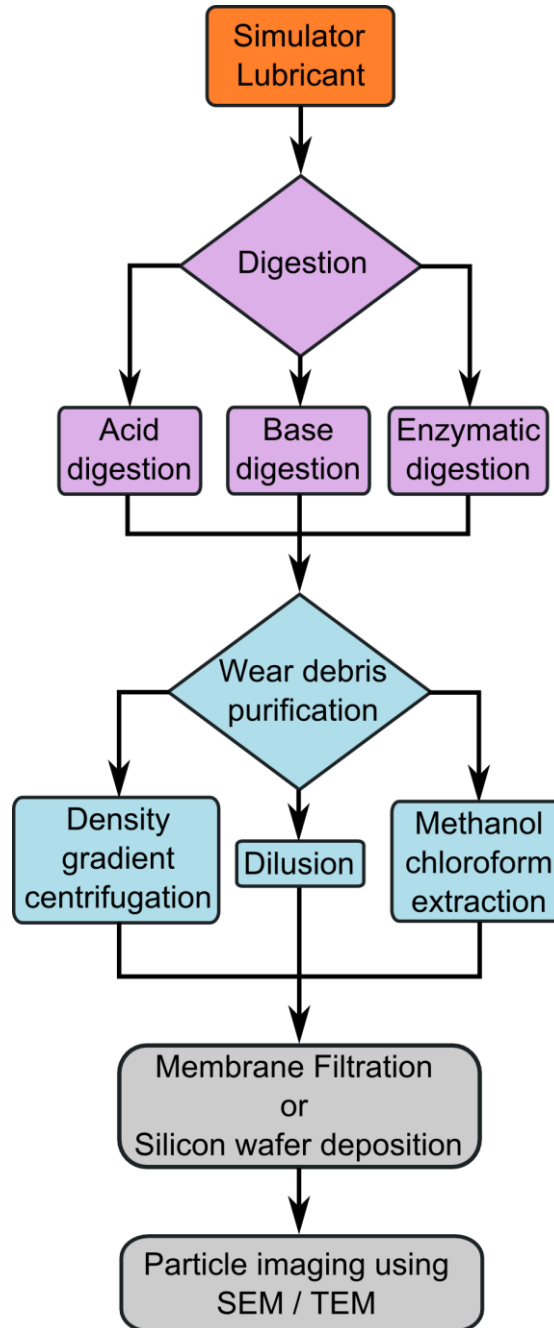 Simulator
Lubricant
Digestion
Acid
digestion
Base
digestion
Enzymatic
digestion
Wear debris
purification
Density
gradient
centrifugation
Dilusion
Methanol
chloroform
extraction
Membrane Filtration
or
Silicon wafer deposition
Particle imaging using
SEM / TEM